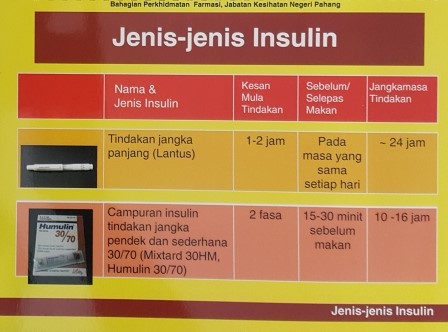 Bahagian Perkhidmatan Farmasi, Jabatan Kesihatan Negeri Pahang
Jenis-jenis Insulin
Nama &
Jenis Insulin
Kesan
Mula
Tindakan
Sebelum/
Selepas
Makan
Jangkamasa
Tindakan
Tindakan jangka
panjang (Lantus)
1-2 jam
Pada
masa yang
sama
setiap hari
~ 24 jam
Humulin
30/70
Campuran insulin
tindakan jangka
pendek dan sederhana
30/70 (Mixtard 30HM,
Humulin 30/70)
2 fasa
15-30 minit
sebelum
makan
10 -16 jam
Jenis-jenis Insulin